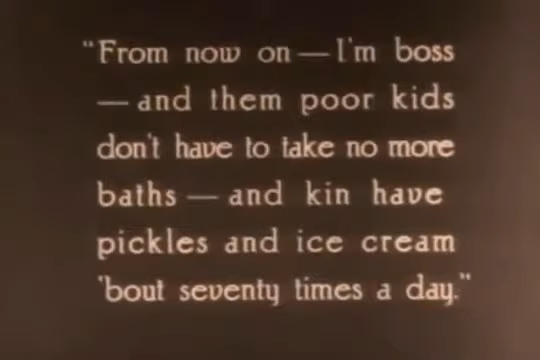 "From now on — I'm boss
— and them poor kids
don't have to take no more
baths — and kin have
pickles and ice cream
'bout seventy times a day."